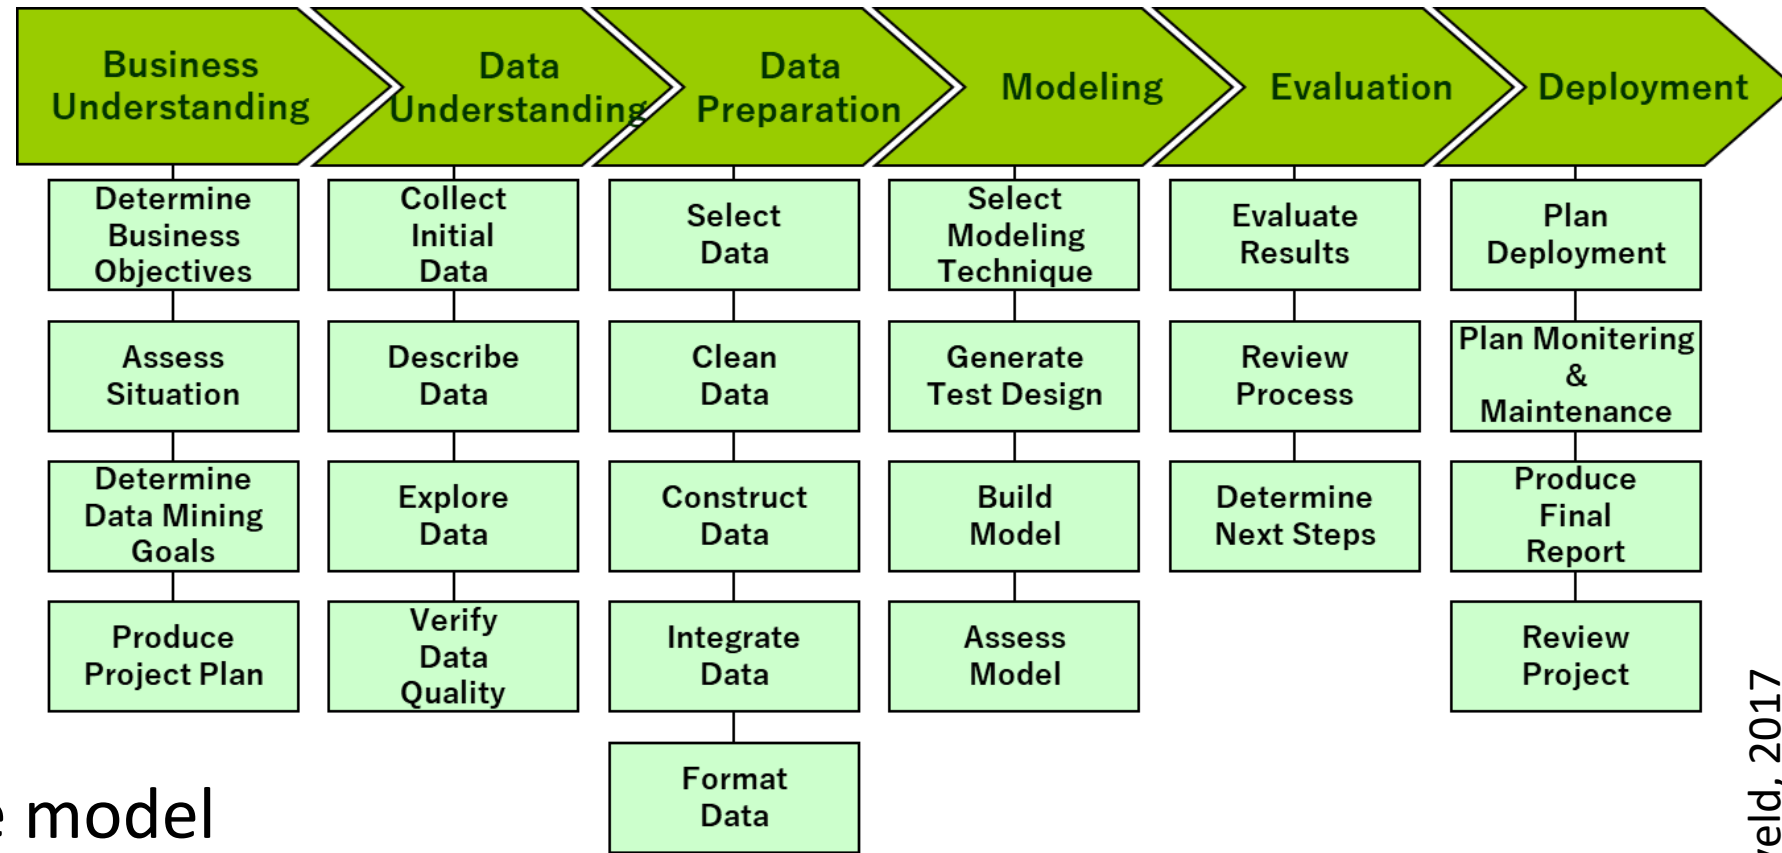 Business
Understanding
Data
Understanding
Data
Preparation
Modeling
Evaluation
Deployment
Determine
Business
Objectives
Assess
Situation
Determine
Data Mining
Goals
Produce
Project Plan
Collect
Initial
Data
Describe
Data
Explore
Data
Verify
Data
Quality
Select
Data
Clean
Data
Construct
Data
Integrate
Data
Format
Data
Select
Modeling
Technique
Generate
Test Design
Build
Model
Assess
Model
Evaluate
Results
Review
Process
Determine
Next Steps
Plan
Deployment
Plan Monitering
&
Maintenance
Produce
Final
Report
Review
Project
model
2017